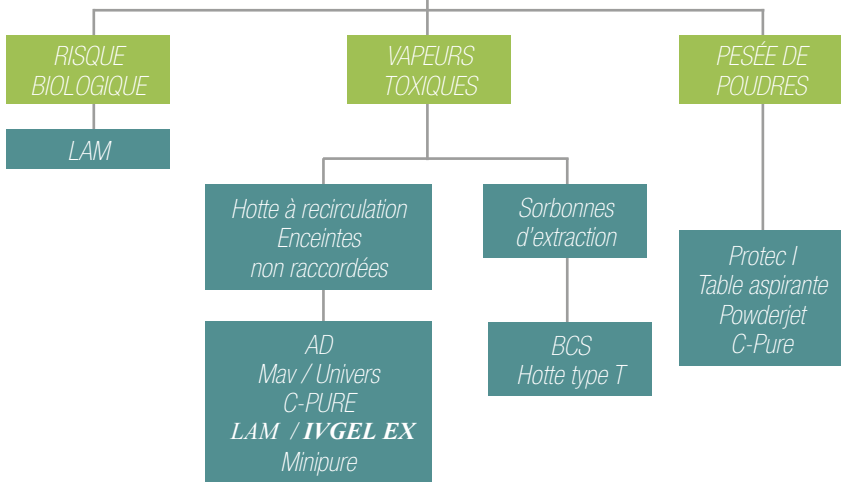 RISQUE
BIOLOGIQUE
VAPEURS
TOXIQUES
PESÉE DE
POUDRES
LAM
Hotte à recirculation
Enceintes
non raccordées
Sorbonnes
d'extraction
Protec I
Table aspirante
Powderjet
C-Pure
AD
Mav / Univers
C-PURE
LAM / IVGEL EX
Minipure
BCS
Hotte type T